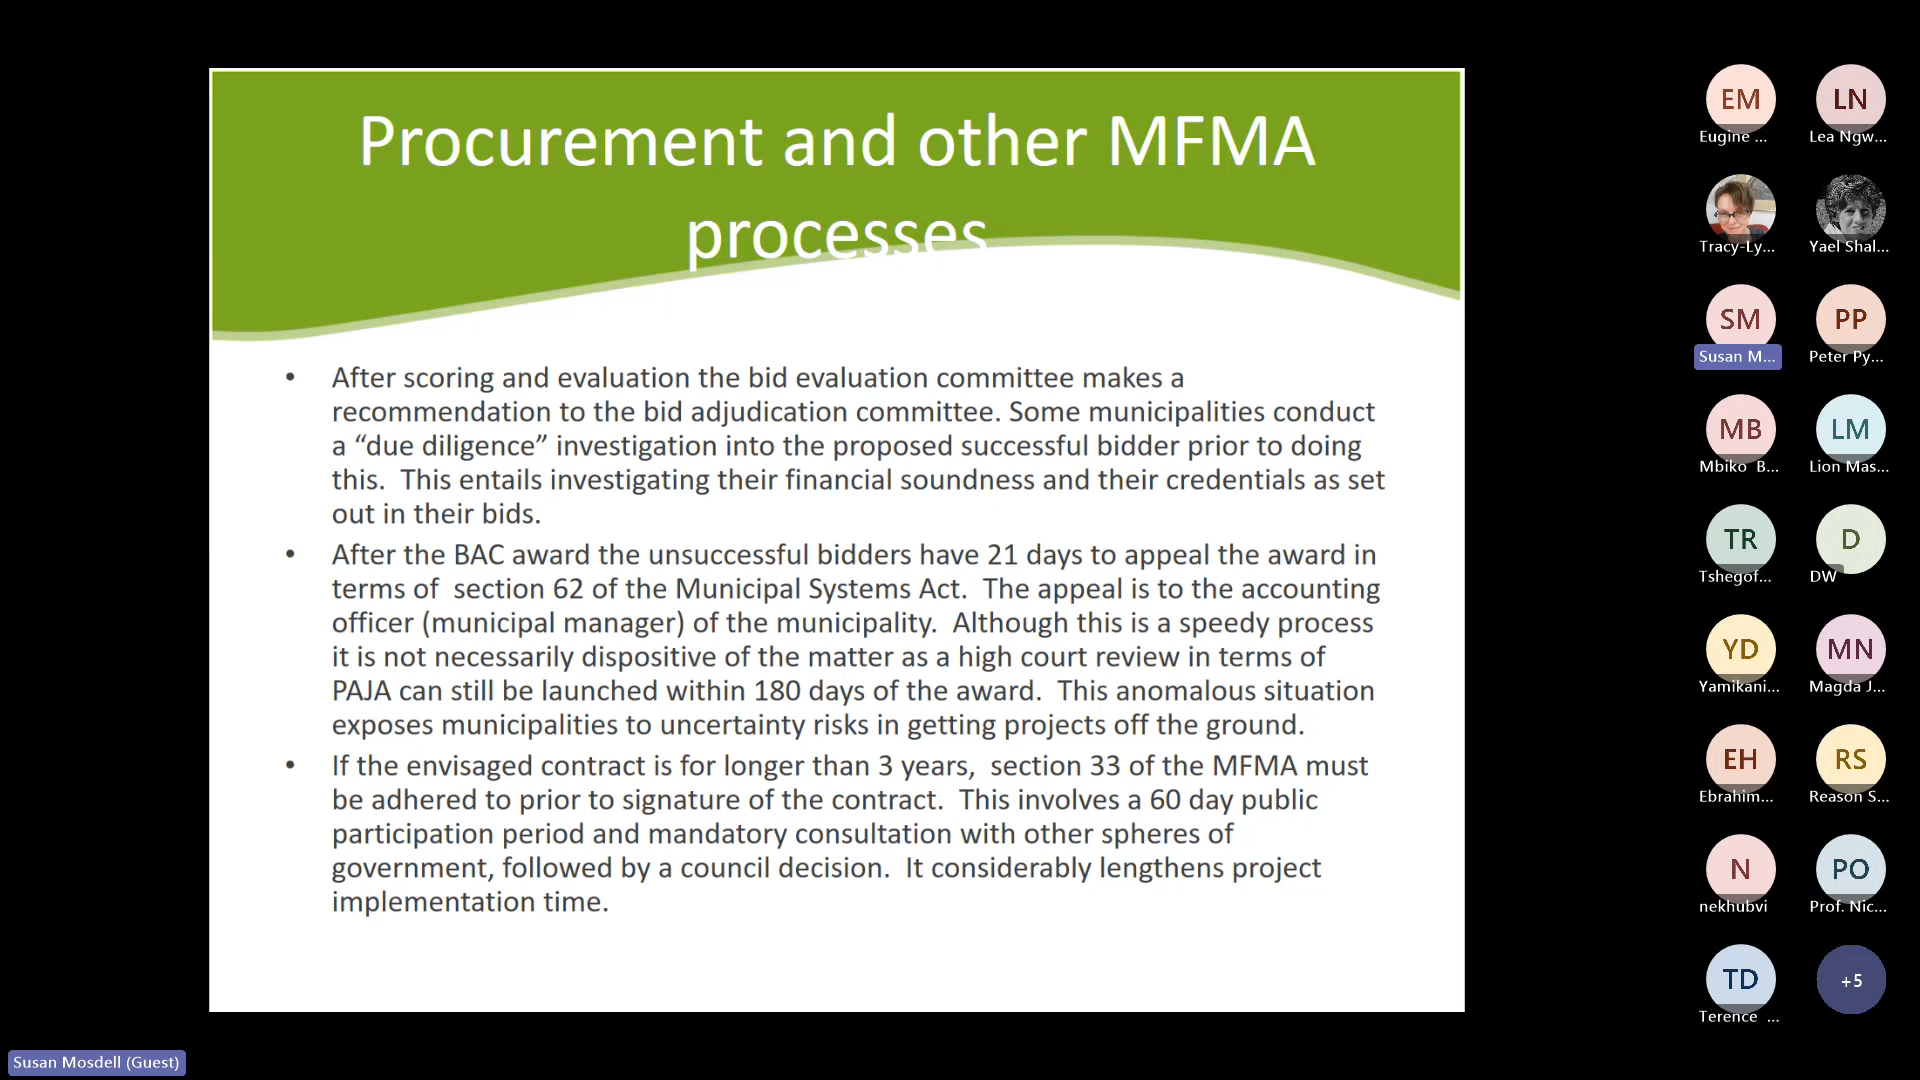 Procurement and other MFMA
processes
• After scoring and evaluation the bid evaluation committee makes a
recommendation to the bid adjudication committee. Some municipalities conduct
a “due diligence” investigation into the proposed successful bidder prior to doing
this.  This entails investigating their financial soundness and their credentials as set
out in their bids.
• After the BAC award the unsuccessful bidders have 21 days to appeal the award in
terms of  section 62 of the Municipal Systems Act.  The appeal is to the accounting
officer (municipal manager) of the municipality.  Although this is a speedy process
it is not necessarily dispositive of the matter as a high court review in terms of
PAJA can still be launched within 180 days of the award.  This anomalous situation
exposes municipalities to uncertainty risks in getting projects off the ground.
• If the envisaged contract is for longer than 3 years,  section 33 of the MFMA must
be adhered to prior to signature of the contract.  This involves a 60 day public
participation period and mandatory consultation with other spheres of
government, followed by a council decision.  It considerably lengthens project
implementation time.
EM LN
Eugine ... Lea Ngw...
Tracy-Ly... Yael Shal...
SM PP
Susan M... Peter Py...
MB LM
Mbiko B... Lion Mas...
TR D
Tshegof... DW
YD MN
Yamikani... Magda J...
EH RS
Ebrahim... Reason S...
N PO
nekhubvi Prof. Nic...
TD +5
Terence ...
Susan Mosdell (Guest)